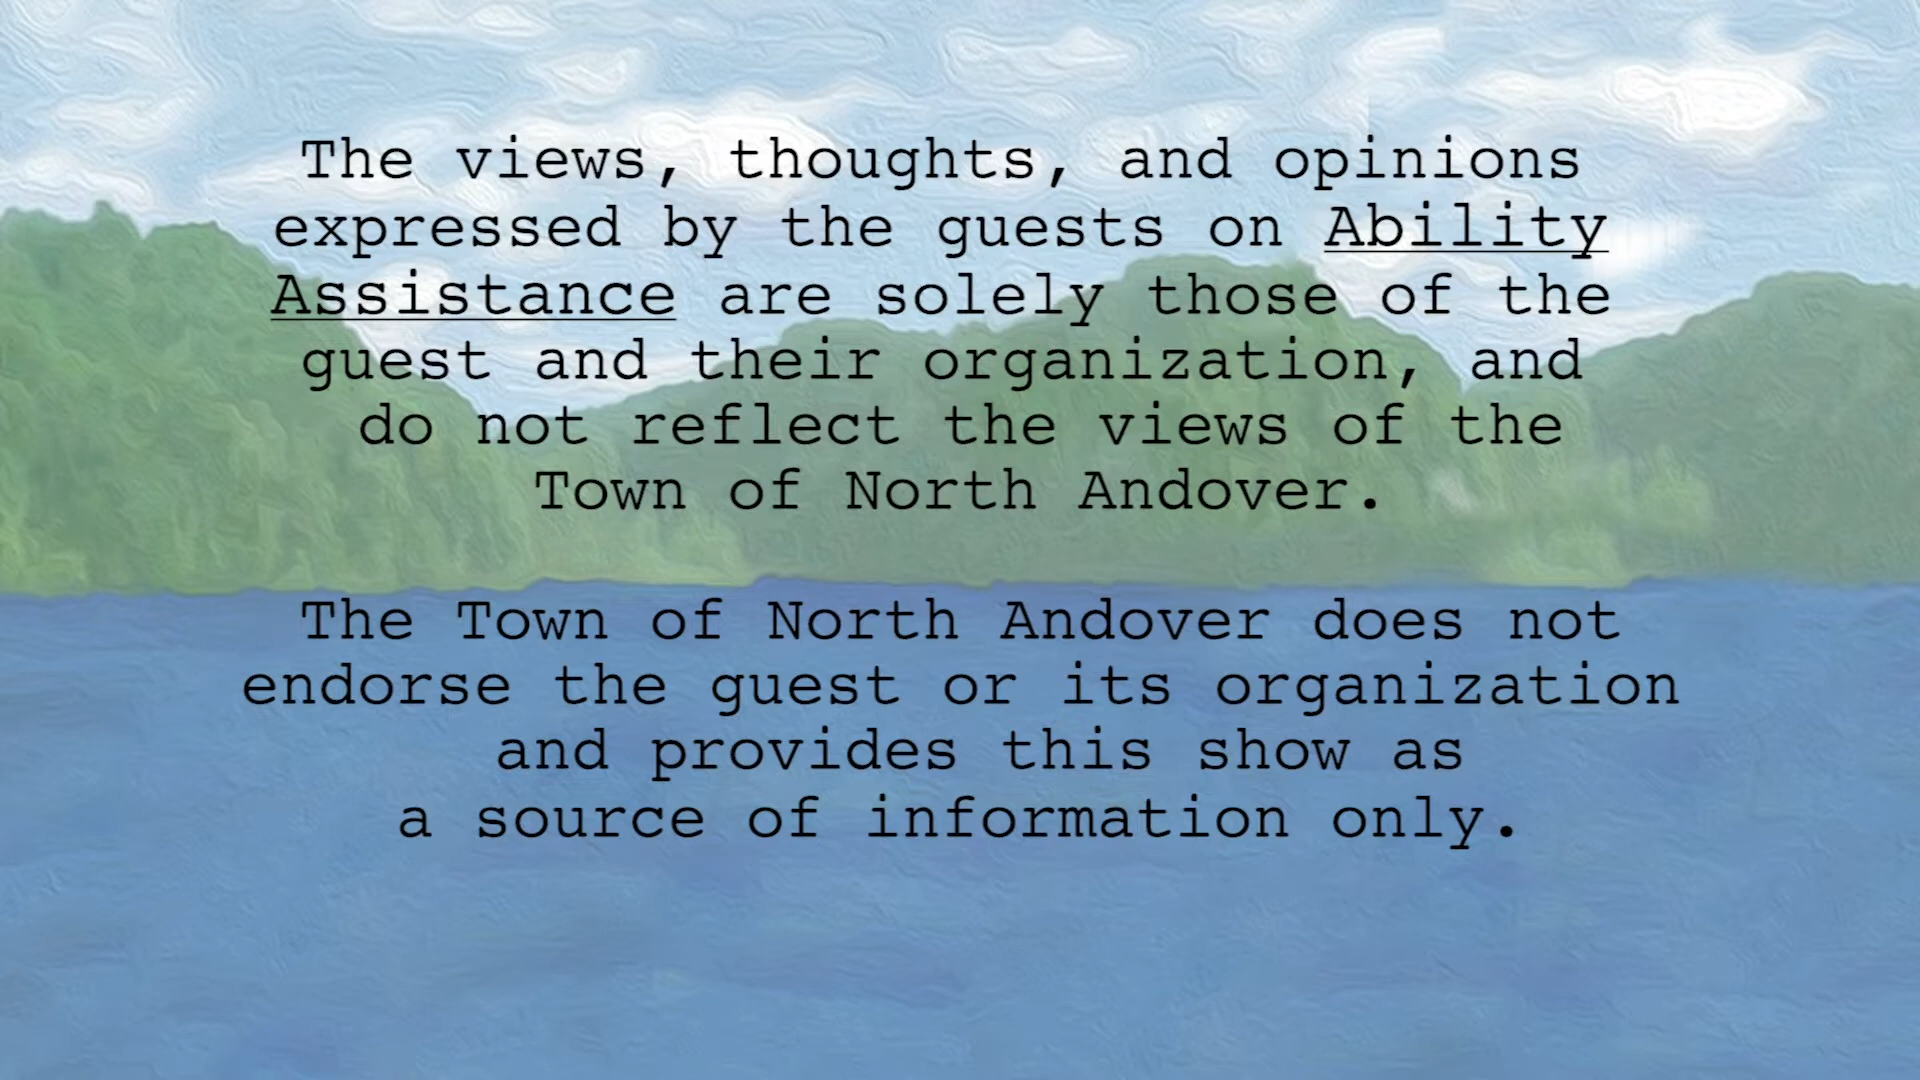 The views, thoughts, and opinions
expressed by the guests on Ability
Assistance are solely those of the
guest and their organization, and
do not reflect the views of the
Town of North Andover.
The Town of North Andover does not
endorse the guest or its organization
and provides this show as
a source of information only.